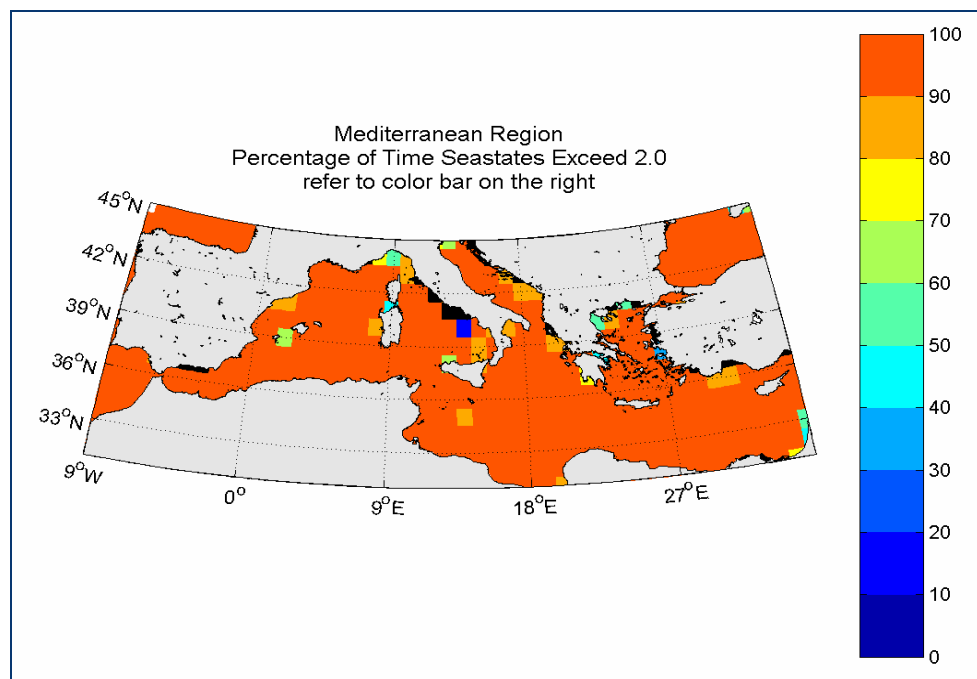 Mediterranean Region
Percentage of Time Seastates Exceed 2.0
refer to color bar on the right
45°N
42°N
39°N
36°N
33°N
9°W
0°
9°E
18°E
27°E
100
90
80
70
60
50
40
30
20
10
0